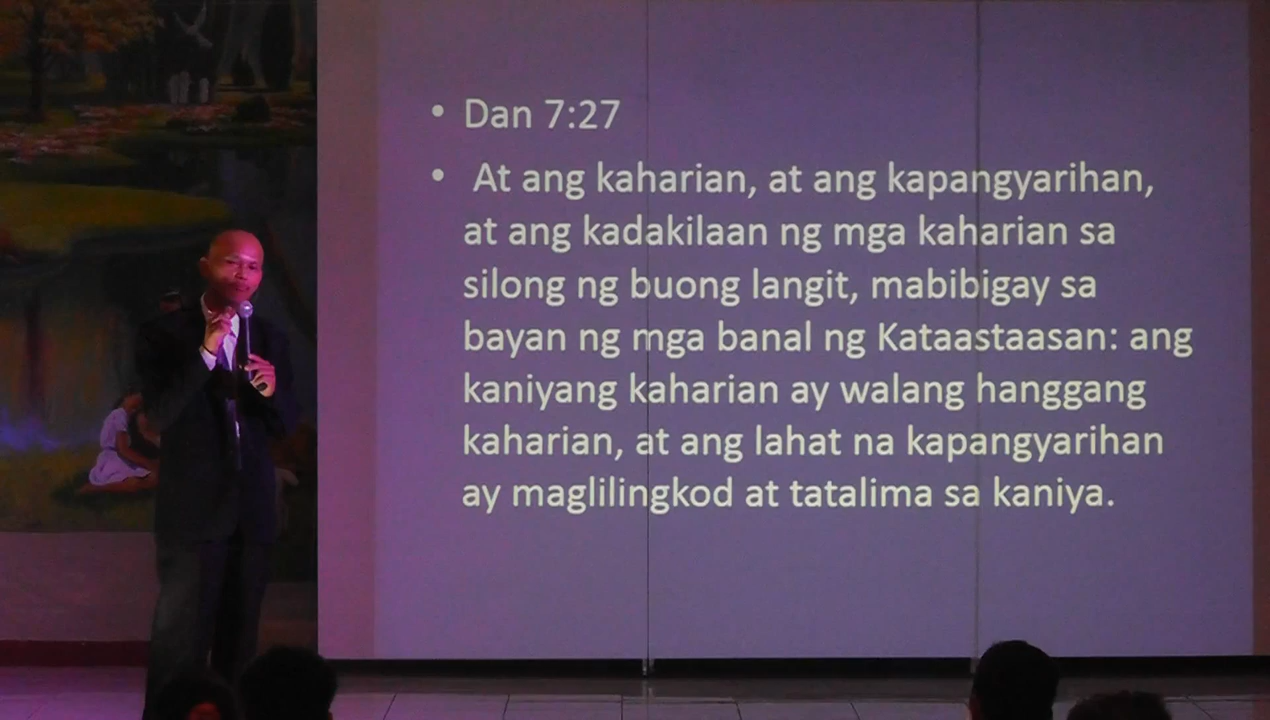 • Dan 7:27
• At ang kaharian, at ang kapangyarihan,
at ang kadakilaan ng mga kaharian sa
silong ng buong langit, mabibigay sa
bayan ng mga banal ng Kataastaasan: ang
kaniyang kaharian ay walang hanggang
kaharian, at ang lahat na kapangyarihan
ay maglilingkod at tatalima sa kaniya.